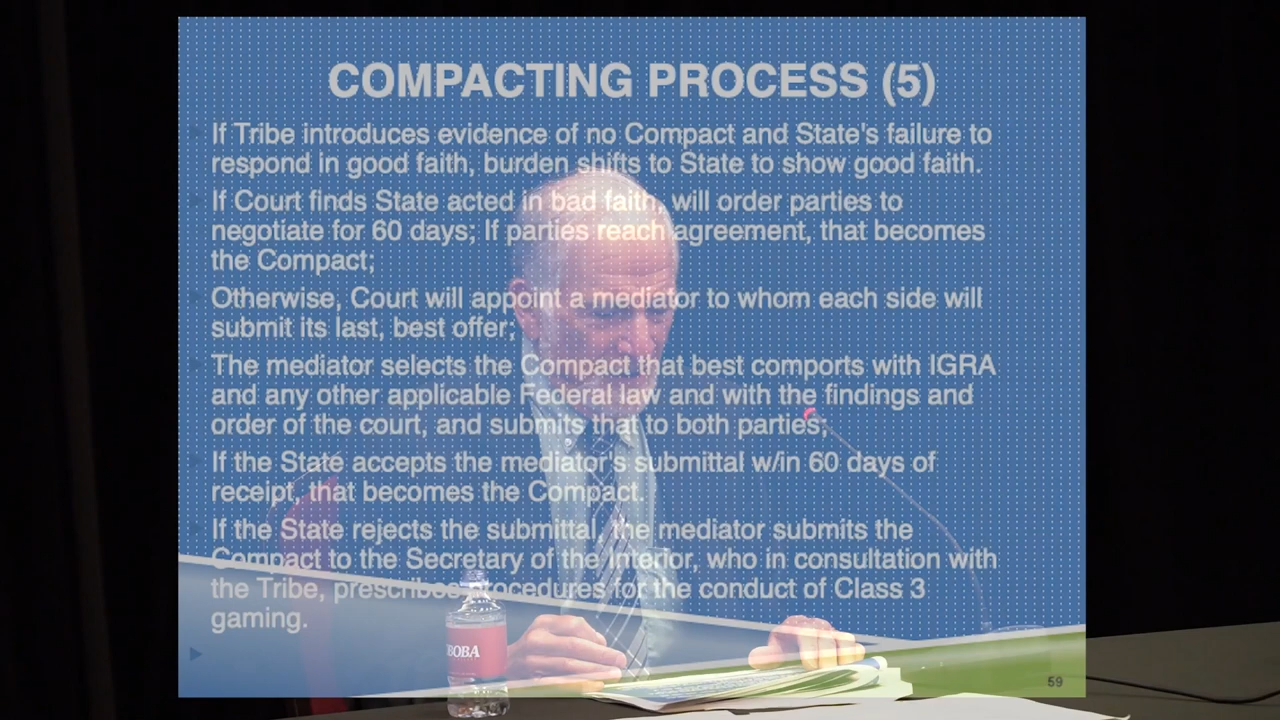 COMPACTING PROCESS (5)
If Tribe introduces evidence of no Compact and State's failure to
respond in good faith, burden shifts to State to show good faith.
If Court finds State acted in bad faith, will order parties to
negotiate for 60 days; If parties reach agreement, that becomes
the Compact;
Otherwise, Court will appoint a mediator to whom each side will
submit its last, best offer;
The mediator selects the Compact that best comports with IGRA
and any other applicable Federal law and with the findings and
order of the court, and submits that to both parties;
If the State accepts the mediator's submittal w/in 60 days of
receipt, that becomes the Compact.
If the State rejects the submittal, the mediator submits the
Compact to the Secretary of the Interior, who in consultation with
the Tribe, prescribes procedures for the conduct of Class 3
gaming.
OBOBA
59